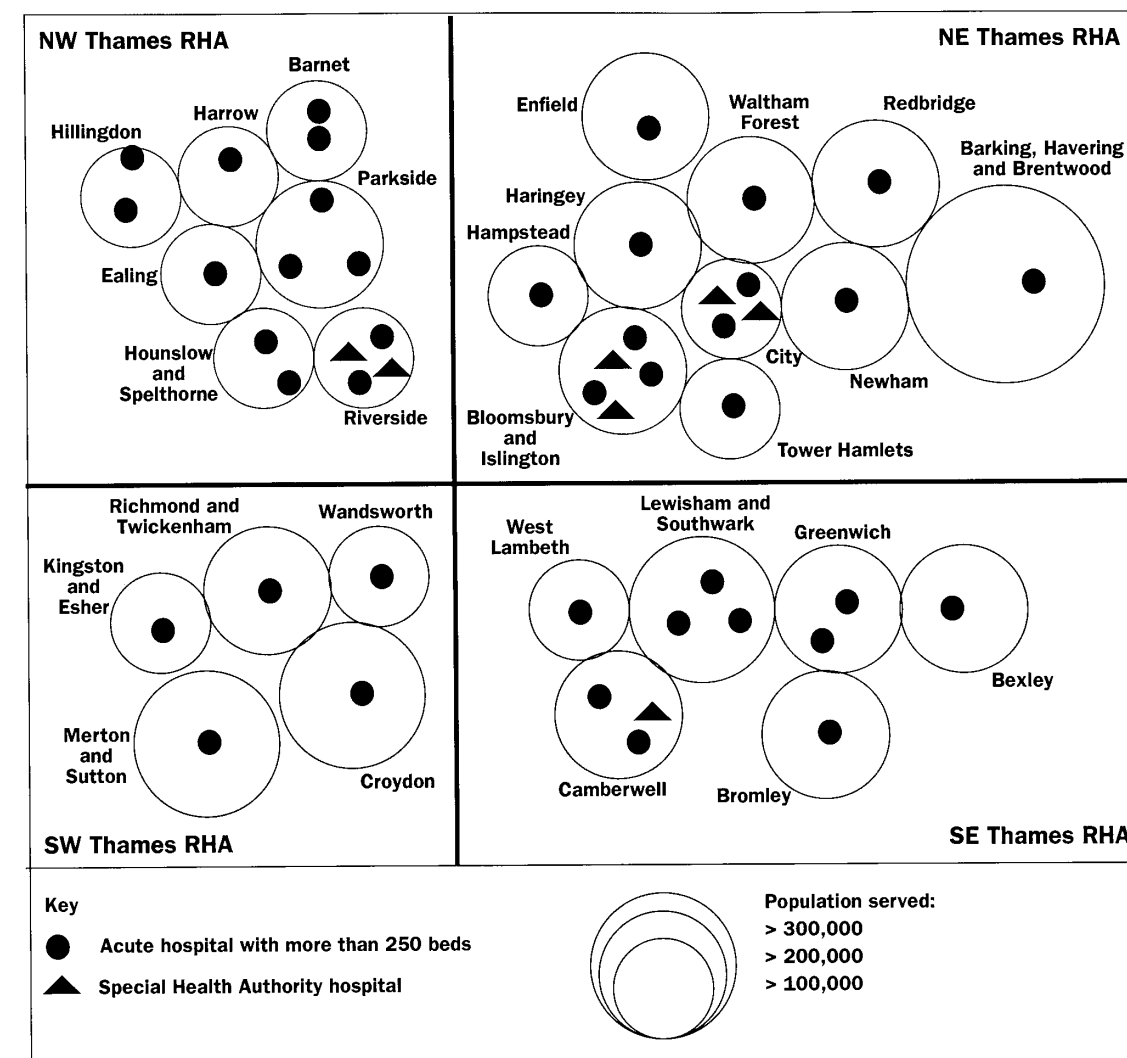 NW Thames RHA
Barnet
Harrow
Hillingdon
Parkside
Ealing
Hounslow
and
Spelthorne
Riverside
NE Thames RHA
Enfield
Waltham
Forest
Redbridge
Barking, Havering
and Brentwood
Haringey
Hampstead
City
Newham
Bloomsbury
and
Islington
Tower Hamlets
Richmond and
Twickenham
Wandsworth
Kingston
and
Esher
Merton
and
Sutton
Croydon
SW Thames RHA
West
Lambeth
Lewisham and
Southwark
Greenwich
Bexley
Camberwell
Bromley
SE Thames RHA
Key
Acute hospital with more than 250 beds
Special Health Authority hospital
Population served:
> 300,000
> 200,000
> 100,000